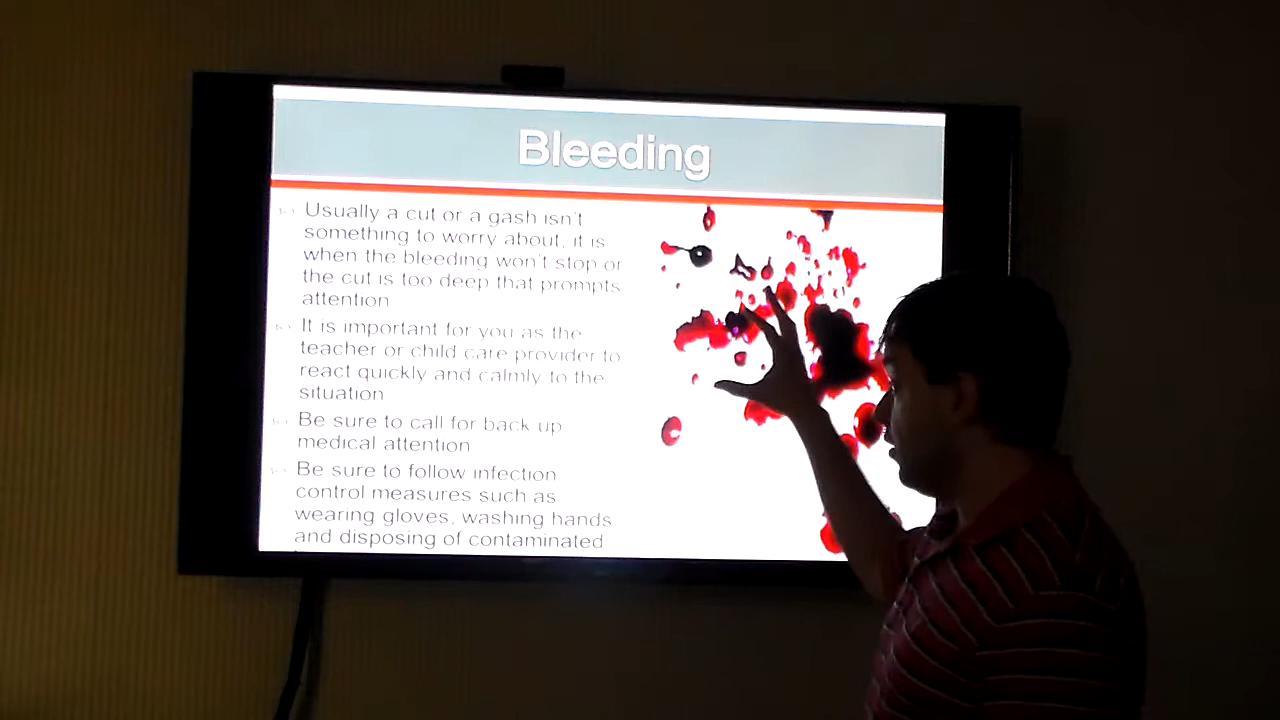 Bleeding
Usually a cut or a gash isn't
something to worry about, it is
when the bleeding won't stop or
the cut is too deep that prompts
attention
It is important for you as the
teacher or child care provider to
react quickly and calmly to the
situation
Be sure to call for back up
medical attention
Be sure to follow infection
control measures such as
wearing gloves, washing hands
and disposing of contaminated